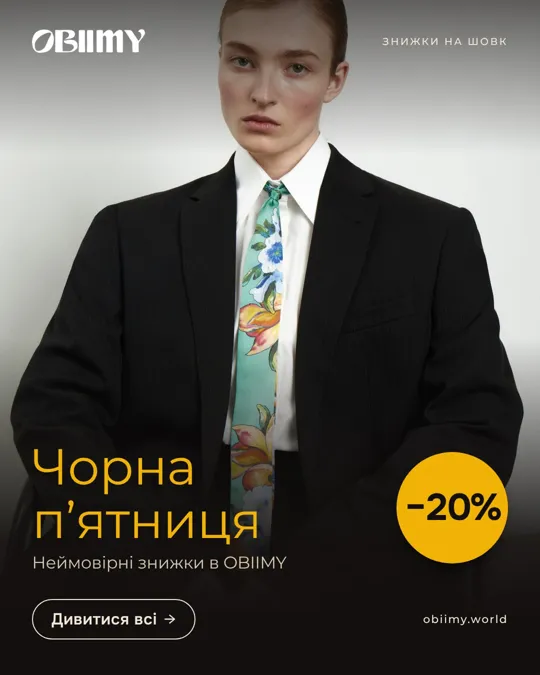 OBIIMY
ЗНИЖКИ НА ШОВК
Чорна
п’ятниця
−20%
Неймовірні знижки в OBIIMY
Дивитися всі →
obiimy.world